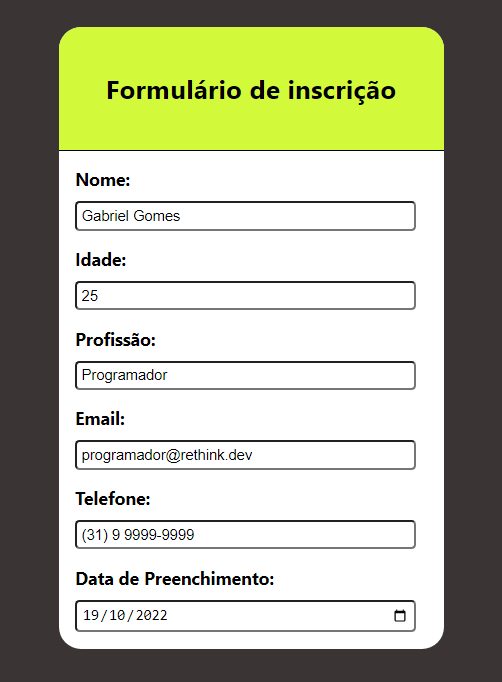 Formulário de inscrição
Nome:
Gabriel Gomes
Idade:
25
Profissão:
Programador
Email:
programador@rethink.dev
Telefone:
(31) 9 9999-9999
Data de Preenchimento:
19/10/2022